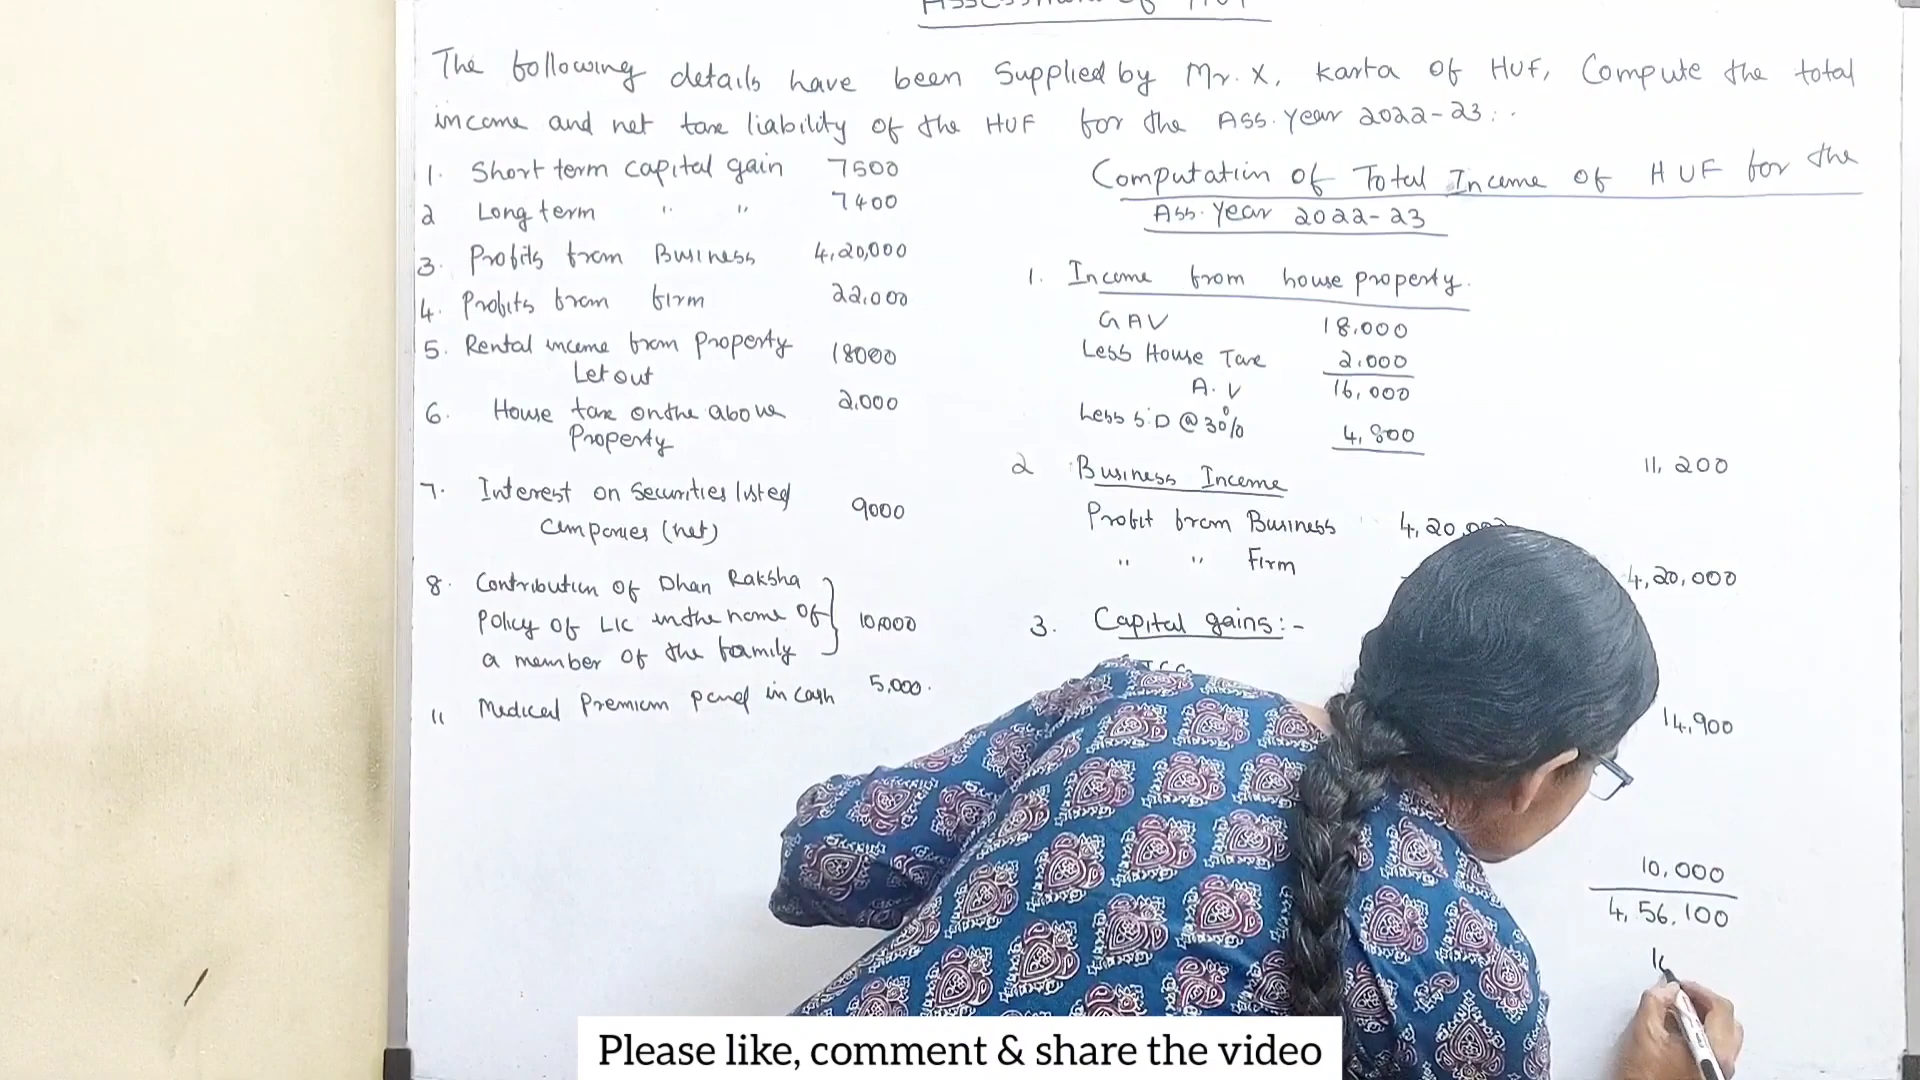 Assessment of HUF
The following details have been Supplied by Mr. X, Karta of HUF, Compute the total
income and net tax liability of the HUF for the Ass. Year 2022-23:-
1. Short term capital gain 7500
2 Long term " " 7400
3. Profits from Business 4,20,000
4. Profits from firm 22,000
5. Rental income from Property 18000
Let out
6. House tax on the above 2,000
Property
7. Interest on Securities listed 9000
Companies (net)
8. Contribution of Dhan Raksha
Policy of LIC in the name of 10,000
a member of the family
11 Medical Premium paid in cash 5,000.
Computation of Total Income of HUF for the
Ass. Year 2022-23
1. Income from house property.
GAV 18,000
Less House Tax 2,000
A.V 16,000
Less S.D @ 30% 4,800
11,200
2 Business Income
Profit from Business 4,20,000
" " Firm
4,20,000
3. Capital gains:-
STCG
14,900
10,000
4,56,100
Please like, comment & share the video